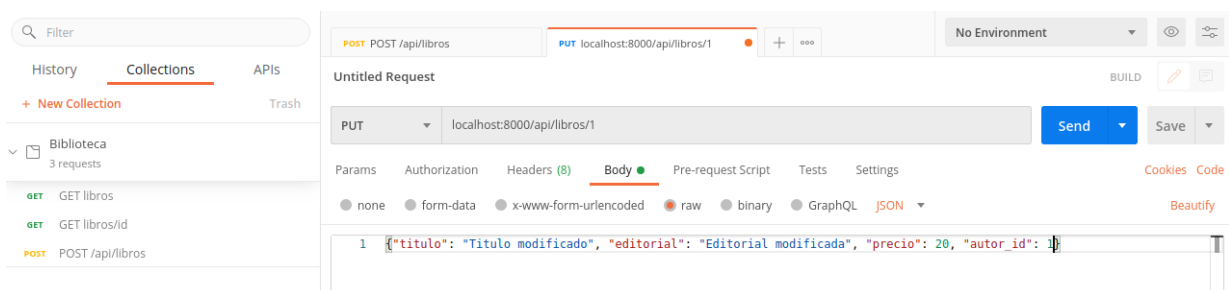 Filter
History Collections APIs
+ New Collection Trash
Biblioteca
3 requests
GET GET libros
GET GET libros/id
POST POST /api/libros
POST POST /api/libros PUT localhost:8000/api/libros/1 + ooo No Environment
Untitled Request BUILD
PUT localhost:8000/api/libros/1 Send Save
Params Authorization Headers (8) Body Pre-request Script Tests Settings Cookies Code
none form-data x-www-form-urlencoded raw binary GraphQL JSON Beautify
1 {"titulo": "Titulo modificado", "editorial": "Editorial modificada", "precio": 20, "autor_id": 1}